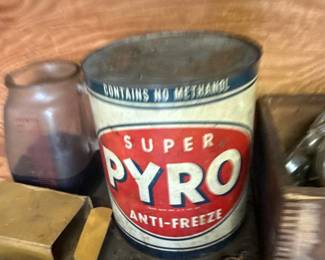 CONTAINS NO METHANOL
SUPER
PYRO
ANTI-FREEZE